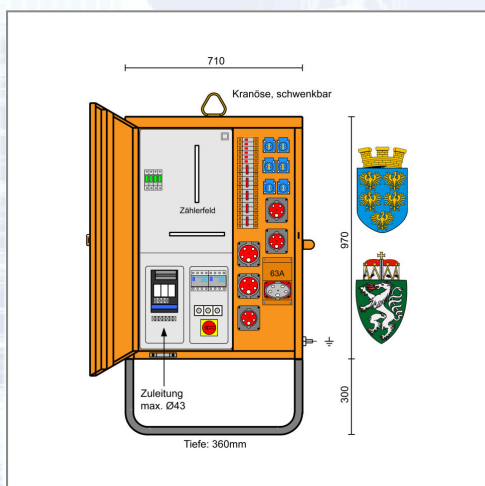 710
Kranöse, schwenkbar
Zählerfeld
970
63A
Zuleitung
max. Ø43
300
Tiefe: 360mm